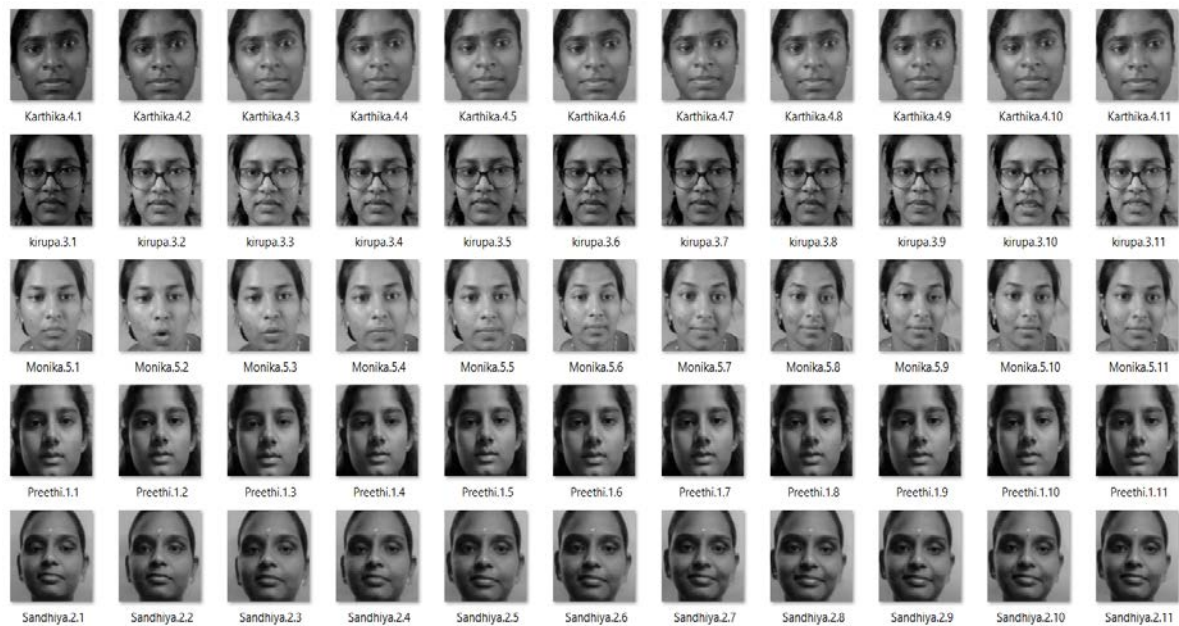 Karthika.4.1 Karthika.4.2 Karthika.4.3 Karthika.4.4 Karthika.4.5 Karthika.4.6 Karthika.4.7 Karthika.4.8 Karthika.4.9 Karthika.4.10 Karthika.4.11
kirupa.3.1 kirupa.3.2 kirupa.3.3 kirupa.3.4 kirupa.3.5 kirupa.3.6 kirupa.3.7 kirupa.3.8 kirupa.3.9 kirupa.3.10 kirupa.3.11
Monika.5.1 Monika.5.2 Monika.5.3 Monika.5.4 Monika.5.5 Monika.5.6 Monika.5.7 Monika.5.8 Monika.5.9 Monika.5.10 Monika.5.11
Preethi.1.1 Preethi.1.2 Preethi.1.3 Preethi.1.4 Preethi.1.5 Preethi.1.6 Preethi.1.7 Preethi.1.8 Preethi.1.9 Preethi.1.10 Preethi.1.11
Sandhiya.2.1 Sandhiya.2.2 Sandhiya.2.3 Sandhiya.2.4 Sandhiya.2.5 Sandhiya.2.6 Sandhiya.2.7 Sandhiya.2.8 Sandhiya.2.9 Sandhiya.2.10 Sandhiya.2.11